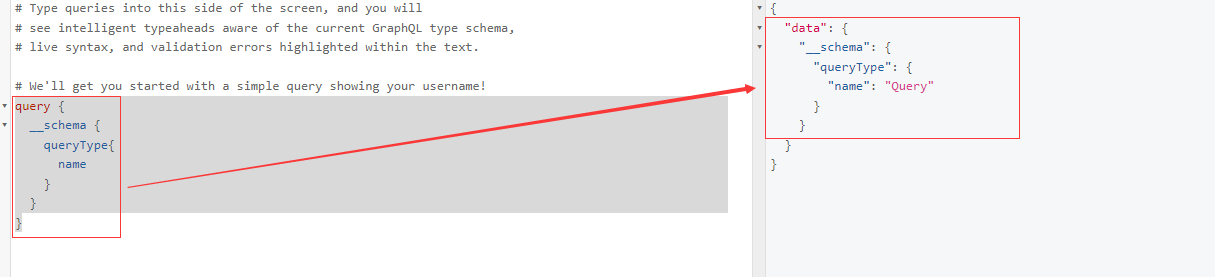 # Type queries into this side of the screen, and you will
# see intelligent typeaheads aware of the current GraphQL type schema,
# live syntax, and validation errors highlighted within the text.
# We'll get you started with a simple query showing your username!
query {
  __schema {
    queryType{
      name
    }
  }
}
{
  "data": {
    "__schema": {
      "queryType": {
        "name": "Query"
      }
    }
  }
}